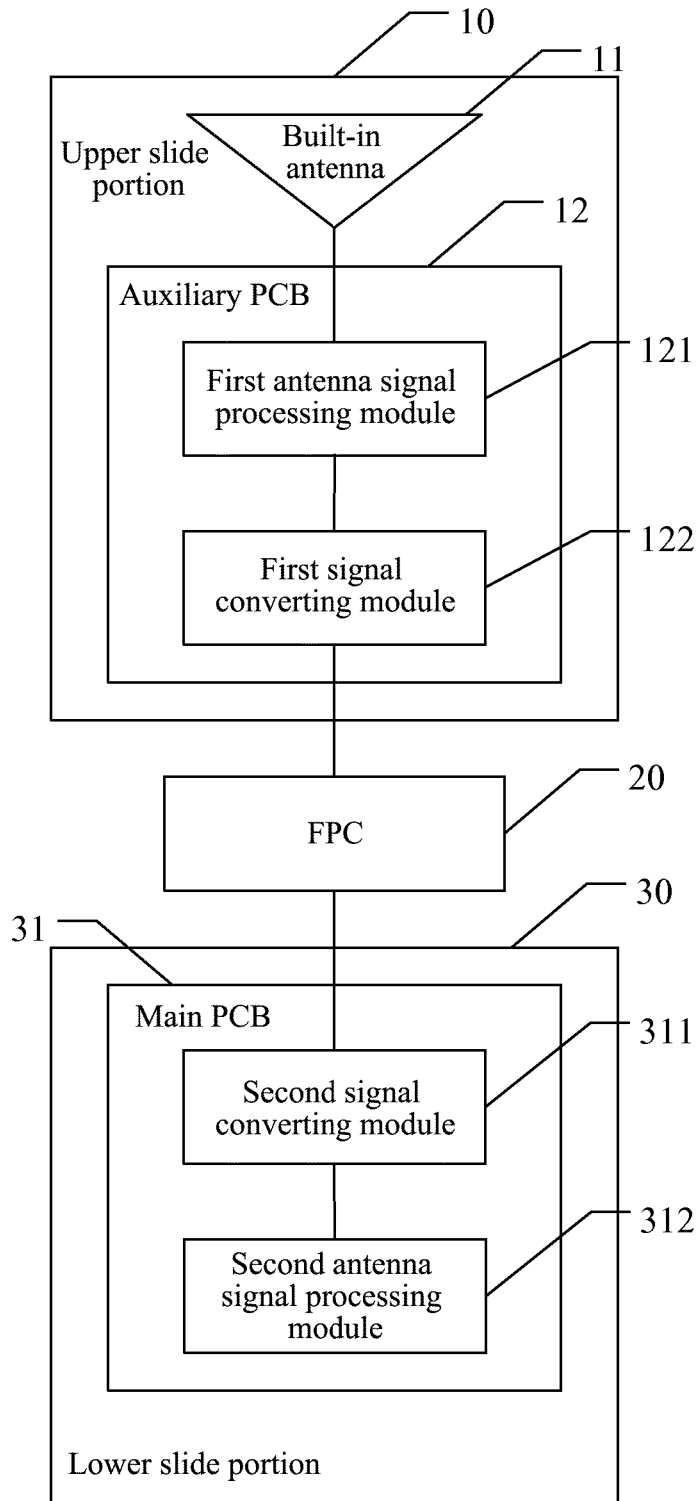 10
11
Built-in
antenna
Upper slide
portion
12
Auxiliary PCB
121
First antenna signal
processing module
122
First signal
converting module
20
FPC
30
31
Main PCB
311
Second signal
converting module
312
Second antenna
signal processing
module
Lower slide portion